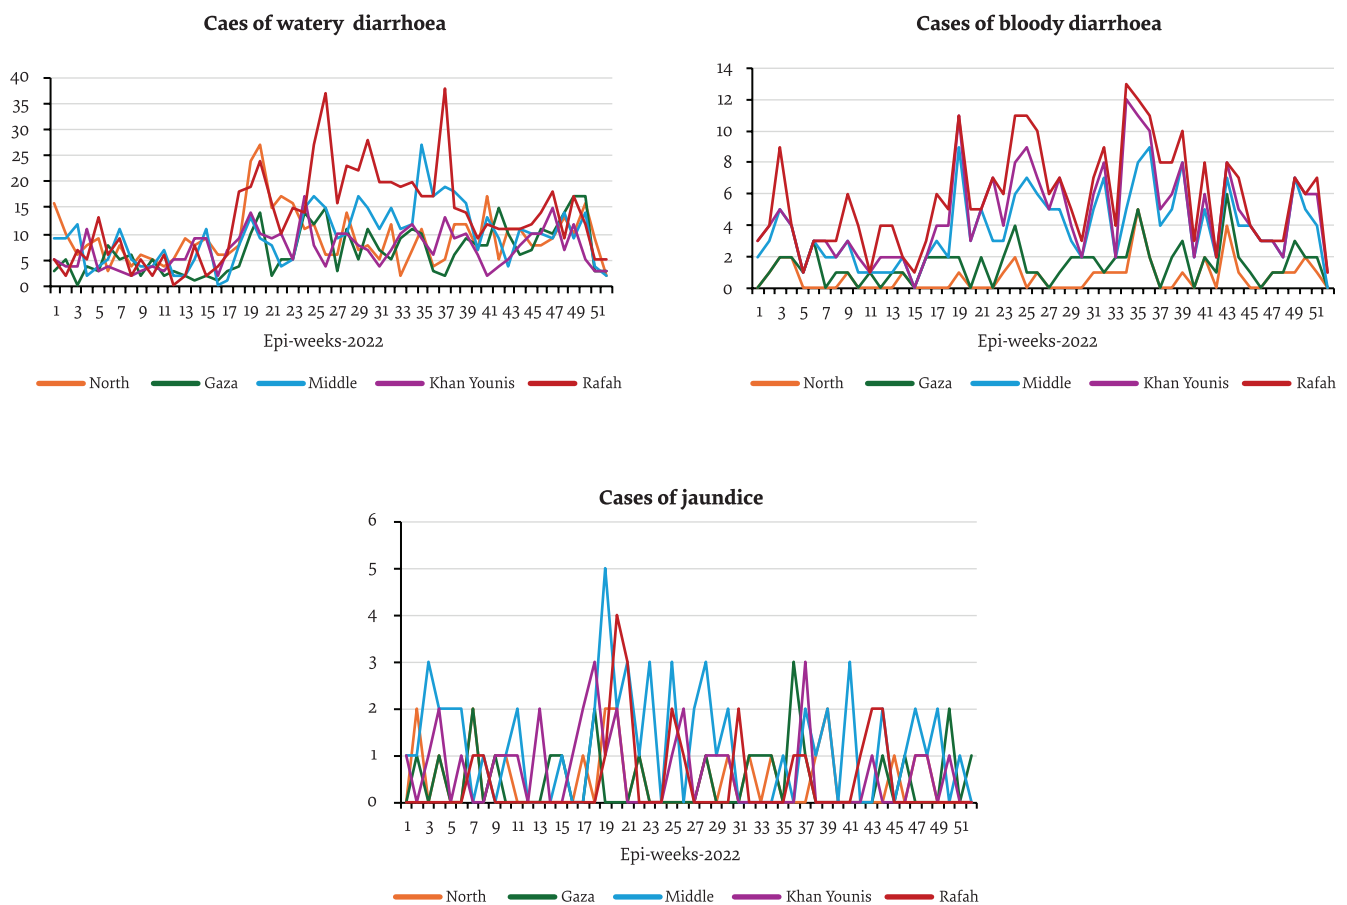 Caes of watery diarrhoea
40
35
30
25
20
15
10
5
0
1 3 5 7 9 11 13 15 17 19 21 23 25 27 29 31 33 35 37 39 41 43 45 47 49 51
Epi-weeks-2022
North Gaza Middle Khan Younis Rafah
Cases of bloody diarrhoea
14
12
10
8
6
4
2
0
1 3 5 7 9 11 13 15 17 19 21 23 25 27 29 31 33 35 37 39 41 43 45 47 49 51
Epi-weeks-2022
North Gaza Middle Khan Younis Rafah
Cases of jaundice
6
5
4
3
2
1
0
1 3 5 7 9 11 13 15 17 19 21 23 25 27 29 31 33 35 37 39 41 43 45 47 49 51
Epi-weeks-2022
North Gaza Middle Khan Younis Rafah